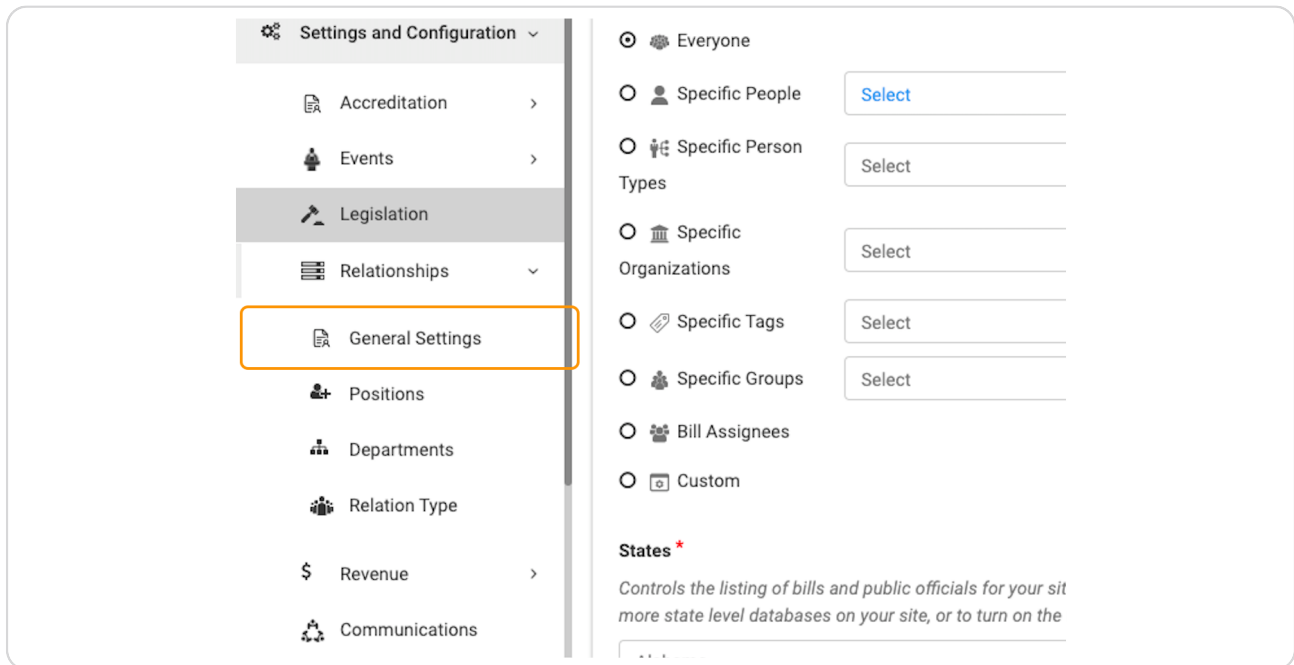 Settings and Configuration
Accreditation
Events
Legislation
Relationships
General Settings
Positions
Departments
Relation Type
$ Revenue
Communications
Everyone
Specific People
Select
Specific Person
Types
Select
Specific
Organizations
Select
Specific Tags
Select
Specific Groups
Select
Bill Assignees
Custom
States *
Controls the listing of bills and public officials for your sit
more state level databases on your site, or to turn on the